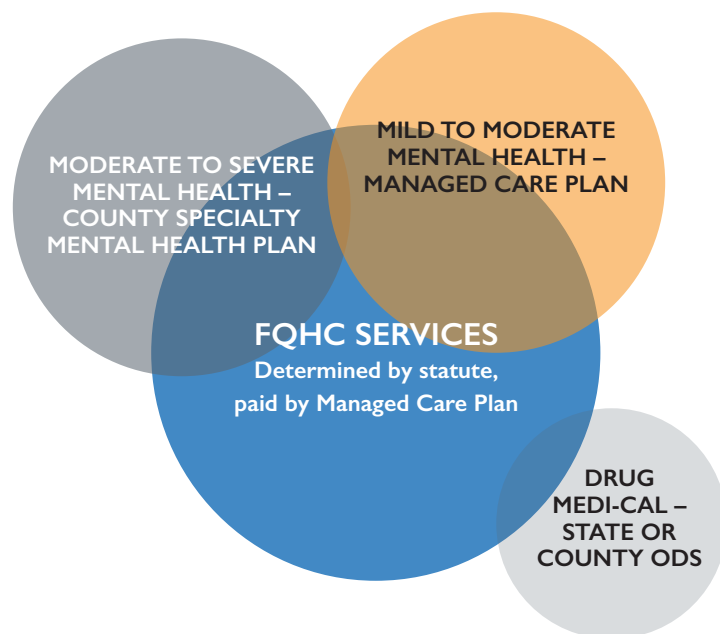 MODERATE TO SEVERE
MENTAL HEALTH –
COUNTY SPECIALTY
MENTAL HEALTH PLAN
MILD TO MODERATE
MENTAL HEALTH –
MANAGED CARE PLAN
FQHC SERVICES
Determined by statute,
paid by Managed Care Plan
DRUG
MEDI-CAL –
STATE OR
COUNTY ODS